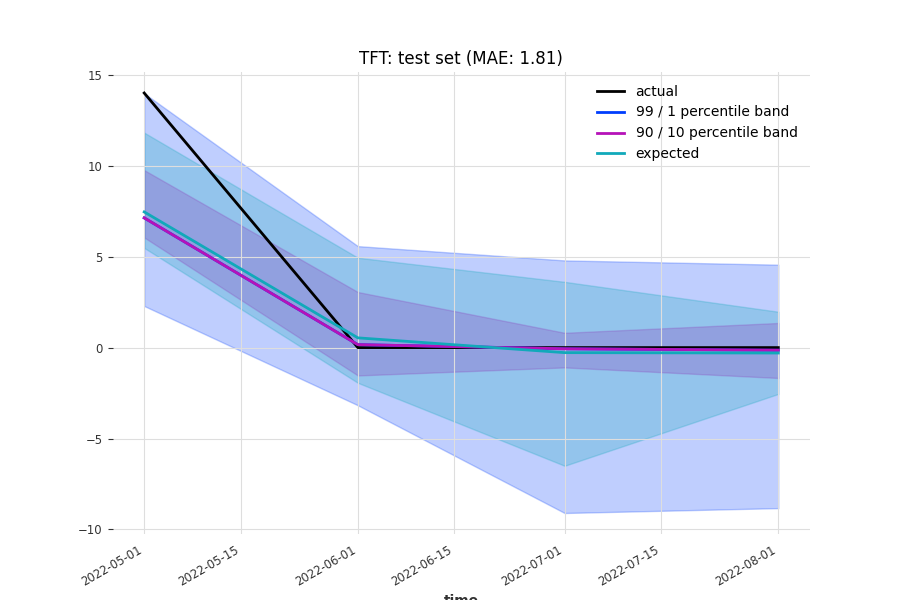 TFT: test set (MAE: 1.81)
actual
99 / 1 percentile band
90 / 10 percentile band
expected
15
10
5
0
−5
−10
2022-05-01
2022-05-15
2022-06-01
2022-06-15
2022-07-01
2022-07-15
2022-08-01
time